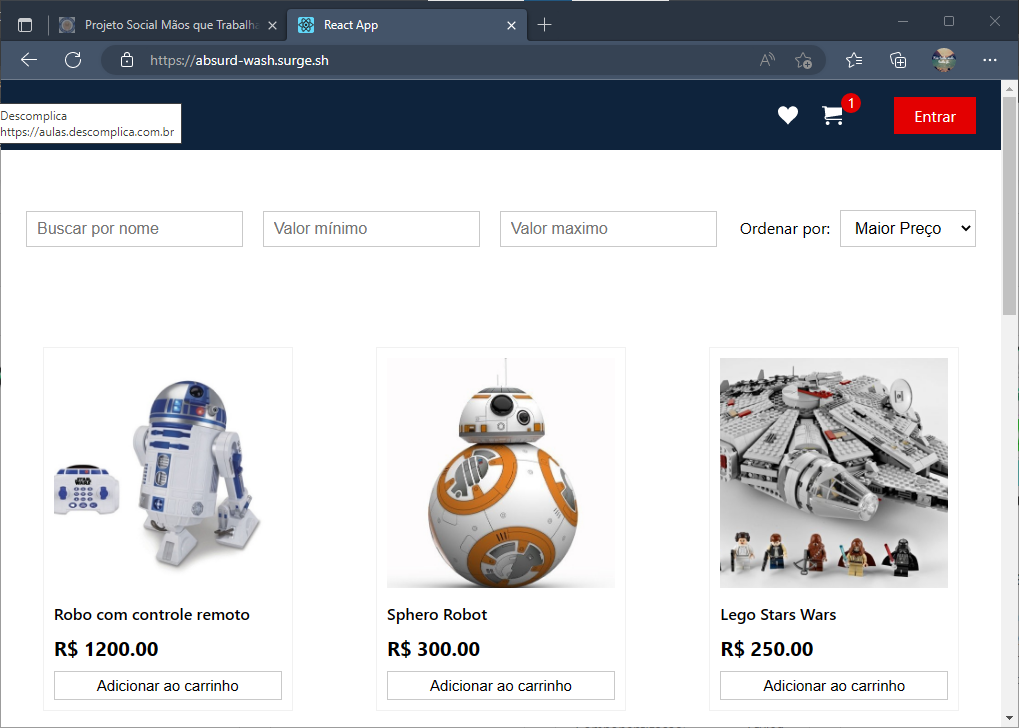 Projeto Social Mãos que Trabalha
React App
https://absurd-wash.surge.sh
Descomplica
https://aulas.descomplica.com.br
1
Entrar
Buscar por nome
Valor mínimo
Valor maximo
Ordenar por:
Maior Preço
STAR WARS
Robo com controle remoto
Sphero Robot
Lego Stars Wars
R$ 1200.00
R$ 300.00
R$ 250.00
Adicionar ao carrinho
Adicionar ao carrinho
Adicionar ao carrinho